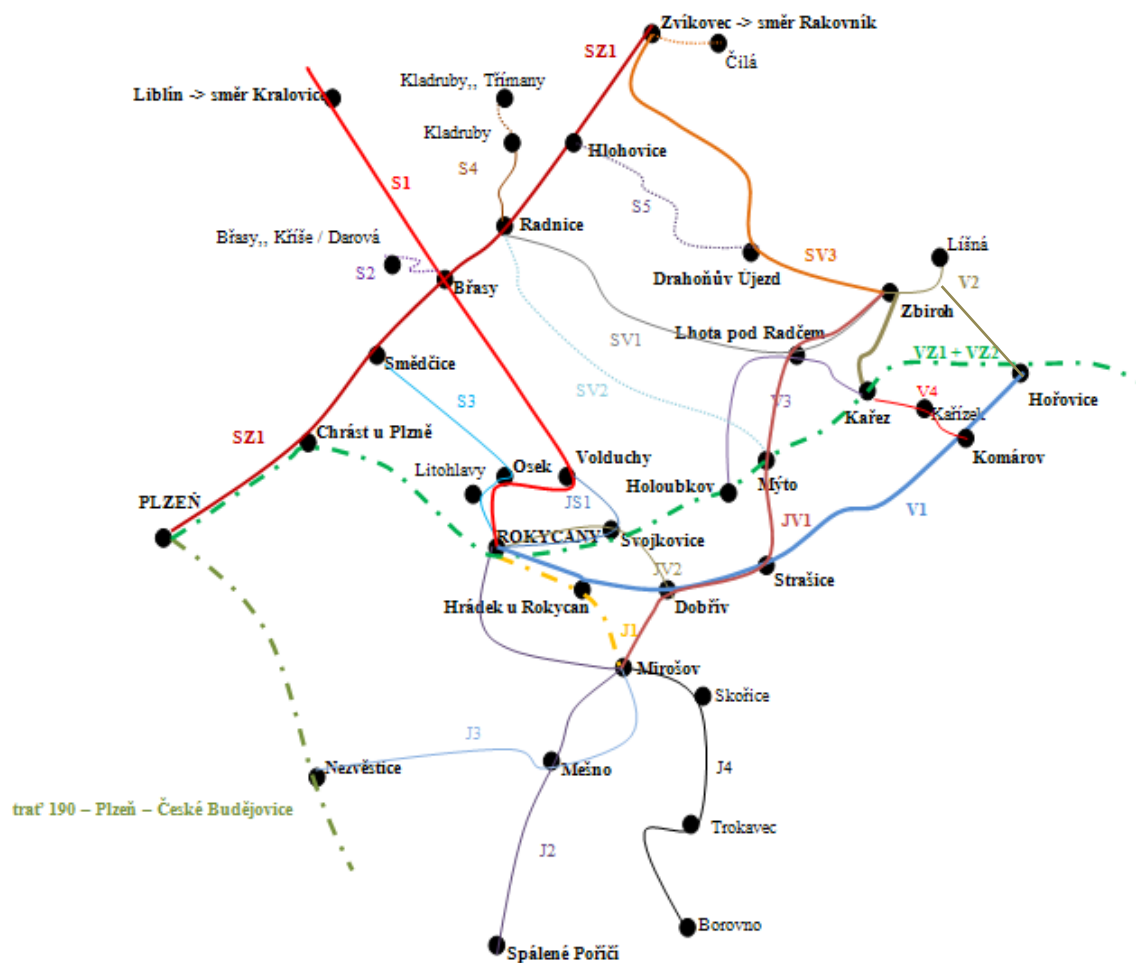 Zvíkovec -> směr Rakovník
SZ1
Čilá
Kladruby,, Třímany
Liblín -> směr Kralovice
Kladruby
Hlohovice
S4
S1
S5
Radnice
Břasy,, Kříše / Darová
Líšná
SV3
Drahoňův Újezd
S2
V2
Břasy
Zbiroh
Lhota pod Radčem
SV1
VZ1 + VZ2
Smědčice
SV2
Hořovice
V3
V4
S3
Kařez
Kařízek
SZ1
Chrást u Plzně
Komárov
Volduchy
Litohlavy
Osek
Holoubkov
Mýto
PLZEŇ
JS1
V1
JV1
ROKYCANY
Svojkovice
JV2
Strašice
Hrádek u Rokycan
Dobřív
J1
Mirošov
Skořice
J3
Nezvěstice
Mešno
J4
trať 190 – Plzeň – České Budějovice
Trokavec
J2
Borovno
Spálené Poříčí